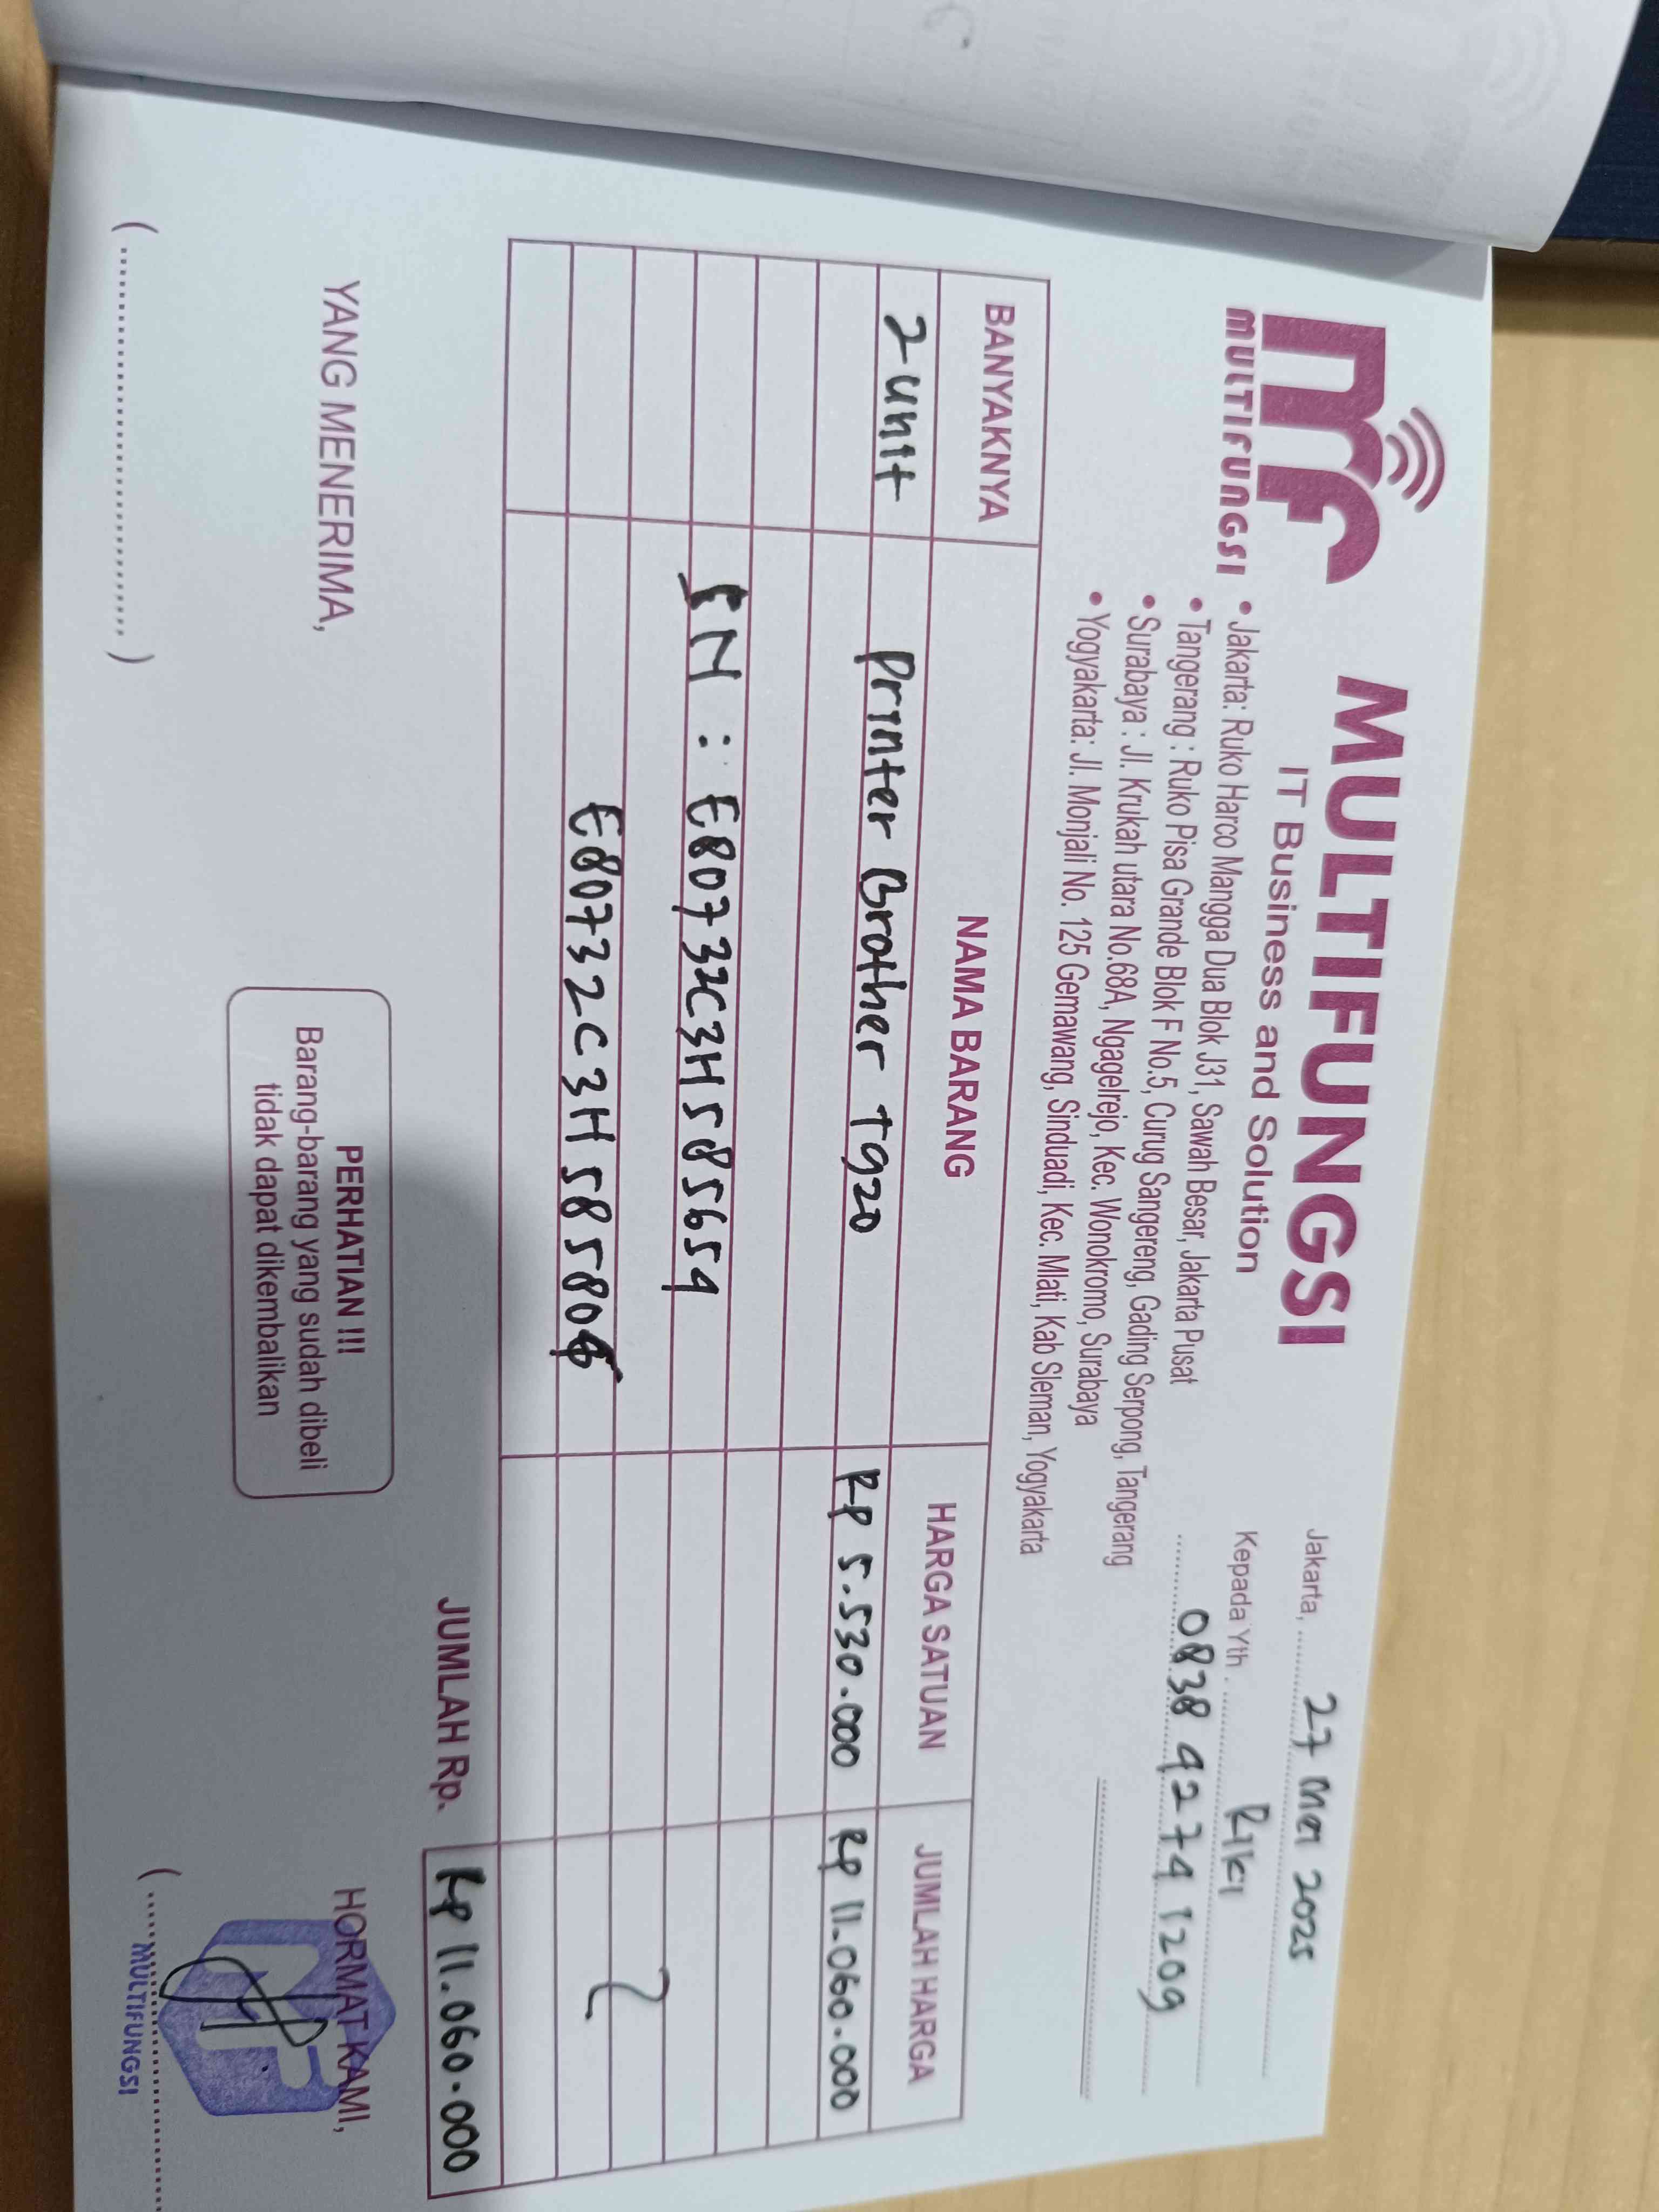 MULTIFUNGSI
MULTIFUNGSI
IT Business and Solution
• Jakarta: Ruko Harco Mangga Dua Blok J31, Sawah Besar, Jakarta Pusat
• Tangerang : Ruko Pisa Grande Blok F No.5, Curug Sangereng, Gading Serpong, Tangerang
• Surabaya : Jl. Krukah utara No.68A, Ngagelrejo, Kec. Wonokromo, Surabaya
• Yogyakarta: Jl. Monjali No. 125 Gemawang, Sinduadi, Kec. Mlati, Kab Sleman, Yogyakarta
Jakarta, 27 Mei 2025
Kepada Yth. Riki
0838 9274 1209
BANYAKNYA NAMA BARANG HARGA SATUAN JUMLAH HARGA
2 unit Printer Brother T920 Rp 5.530.000 Rp 11.060.000
SN : E80732C3H585659
E80732C3H585806
JUMLAH Rp. Rp 11.060.000
YANG MENERIMA,
PERHATIAN !!!
Barang-barang yang sudah dibeli
tidak dapat dikembalikan
HORMAT KAMI,
MULTIFUNGSI